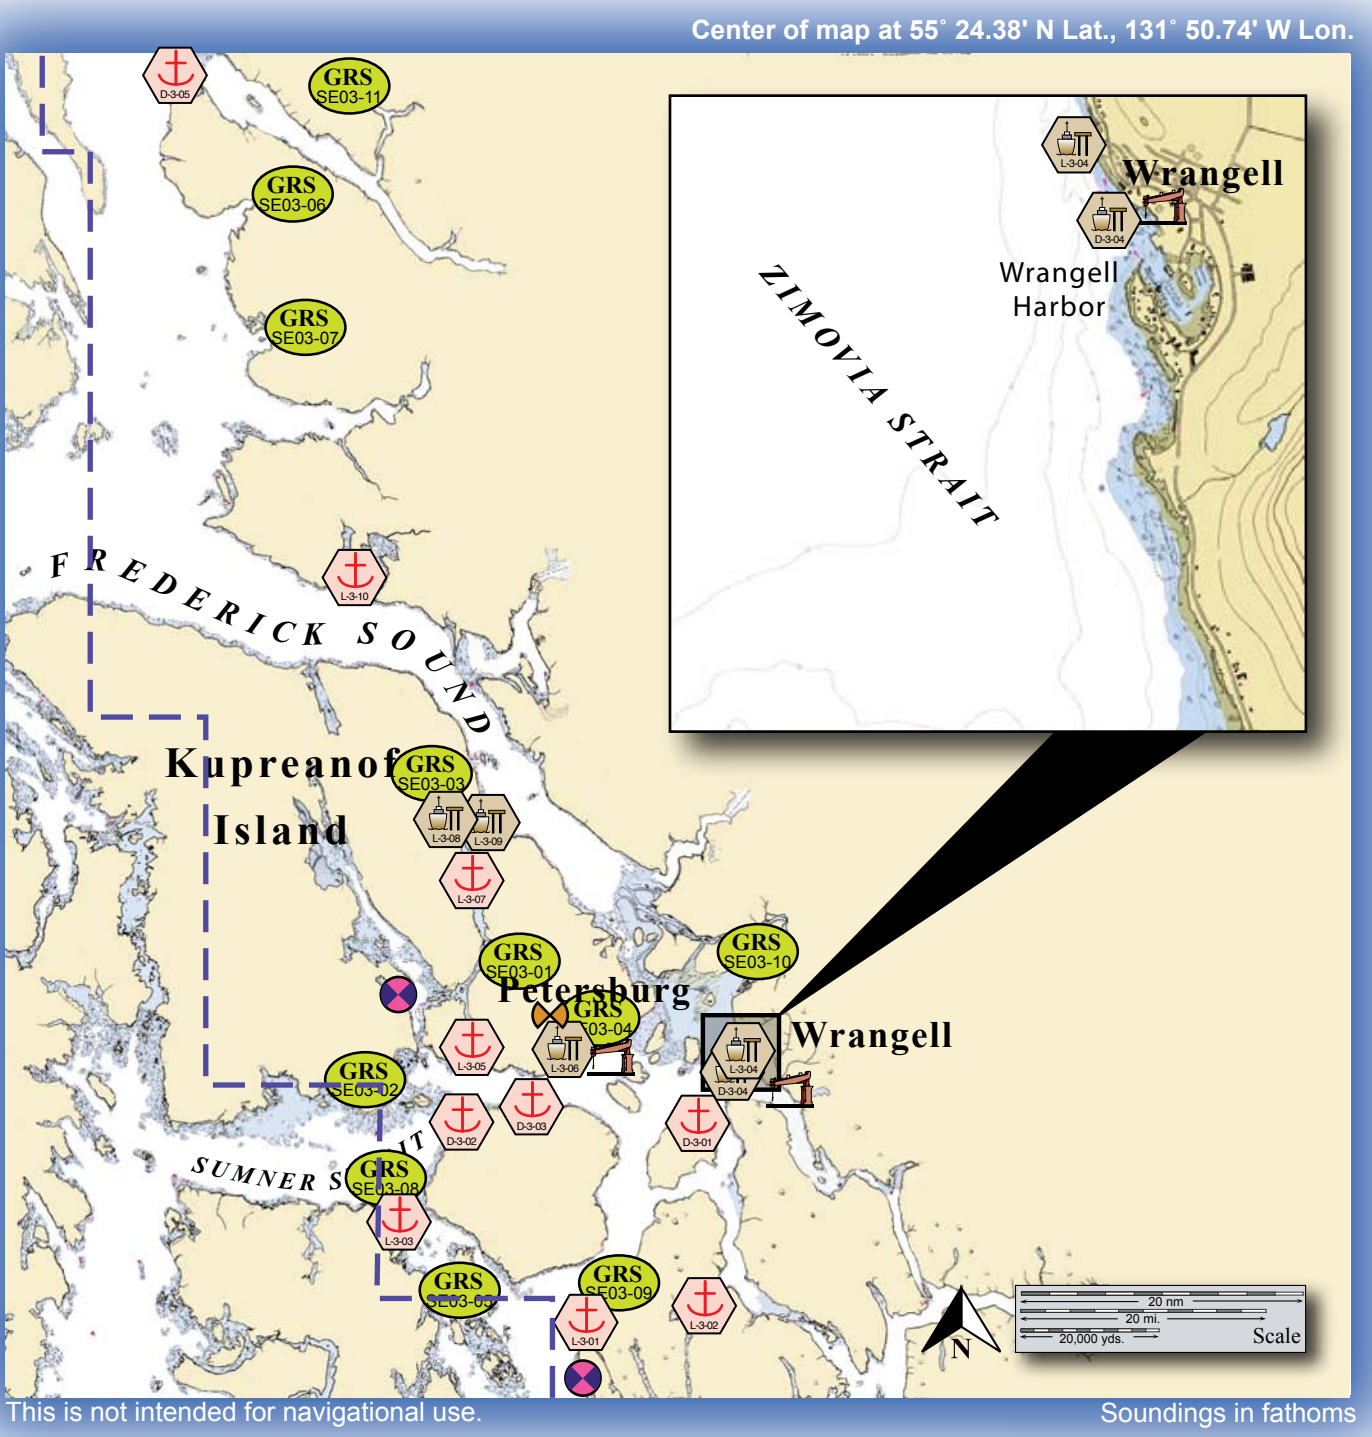 Center of map at 55° 24.38' N Lat., 131° 50.74' W Lon.
D-3-05
GRS
SE03-11
GRS
SE03-06
GRS
SE03-07
L-3-04
Wrangell
D-3-04
Wrangell
Harbor
ZIMOVIA STRAIT
FREDERICK SOUND
L-3-10
Kupreanof
Island
GRS
SE03-03
L-3-08
L-3-09
L-3-07
GRS
SE03-01
GRS
SE03-10
Petersburg
GRS
SE03-04
L-3-06
L-3-05
Wrangell
L-3-04
D-3-04
GRS
SE03-02
D-3-02
D-3-03
D-3-01
SUMNER STRAIT
GRS
SE03-08
L-3-03
GRS
SE03-05
GRS
SE03-09
L-3-01
L-3-02
N
20 nm
20 mi.
20,000 yds.
Scale
This is not intended for navigational use.
Soundings in fathoms